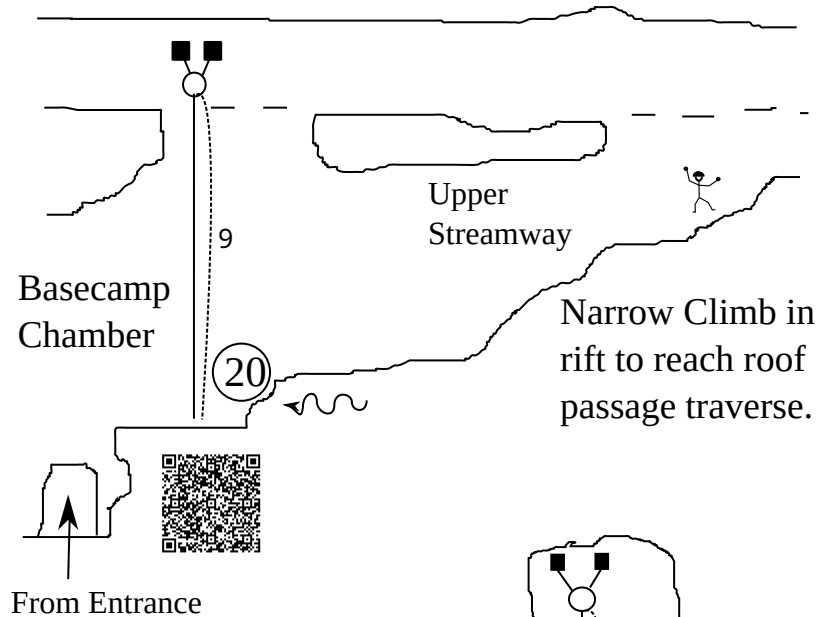 9
Upper
Streamway
Basecamp
Chamber
Narrow Climb in
rift to reach roof
passage traverse.
20
From Entrance